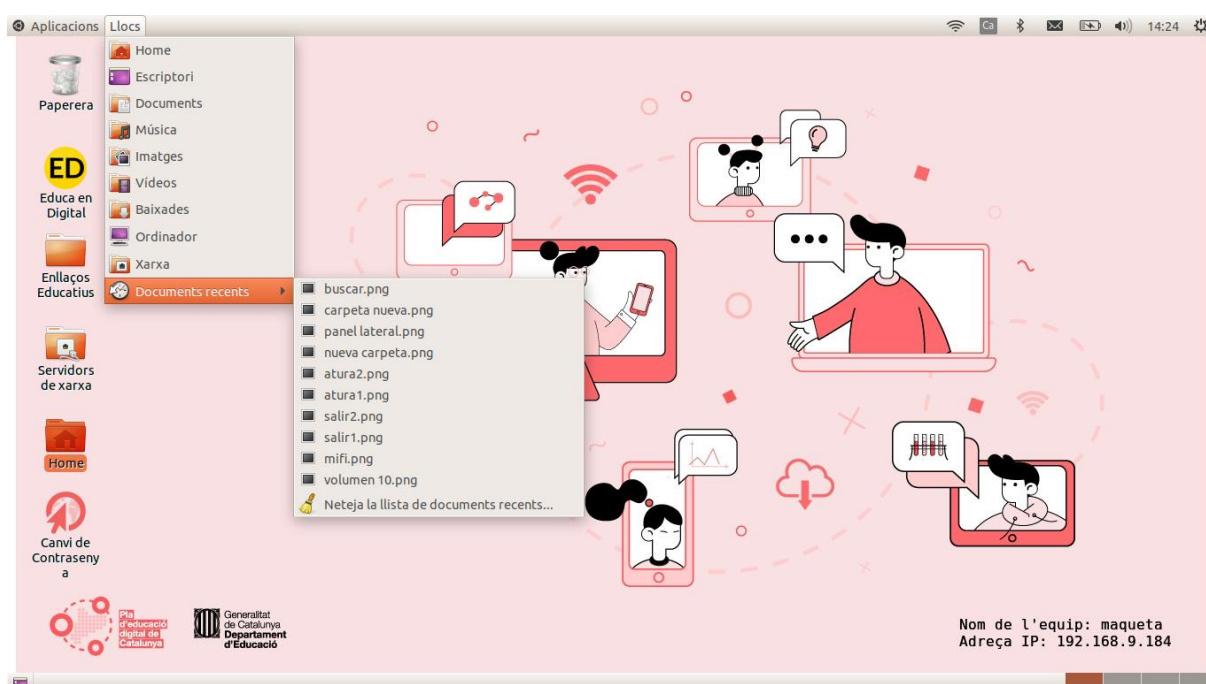 Aplicacions Llocs
Ca
14:24
Home
Escriptori
Documents
Música
Imatges
Vídeos
Baixades
Ordinador
Xarxa
Documents recents
buscar.png
carpeta nueva.png
panel lateral.png
nueva carpeta.png
atura2.png
atura1.png
salir2.png
salir1.png
mifi.png
volumen 10.png
Neteja la llista de documents recents...
Paperera
ED
Educa en
Digital
Enllaços
Educatius
Servidors
de xarxa
Home
Canvi de
Contraseny
a
Pla
d'educació
digital de
Catalunya
Generalitat
de Catalunya
Departament
d'Educació
Nom de l'equip: maqueta
Adreça IP: 192.168.9.184